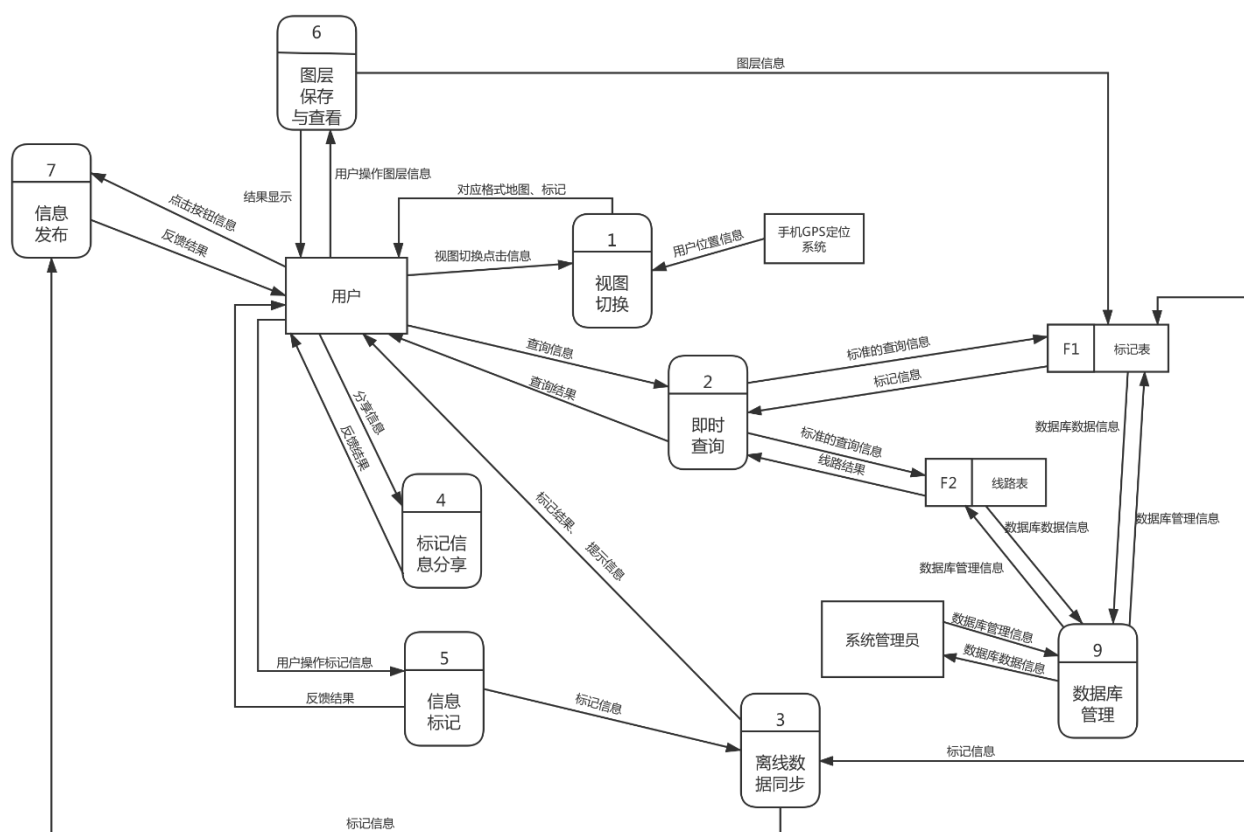 6
图层
保存
与查看
图层信息
7
信息
发布
点击按钮信息
反馈结果
结果显示
用户操作图层信息
对应格式地图、标记
1
视图
切换
视图切换点击信息
用户位置信息
手机GPS定位
系统
用户
查询信息
查询结果
2
即时
查询
标准的查询信息
标记信息
F1
标记表
标准的查询信息
线路结果
F2
线路表
数据库数据信息
数据库管理信息
数据库数据信息
数据库管理信息
分享信息
反馈结果
4
标记信
息分享
标记结果、
提示信息
系统管理员
数据库管理信息
数据库数据信息
9
数据库
管理
用户操作标记信息
反馈结果
5
信息
标记
标记信息
3
离线数
据同步
标记信息
标记信息